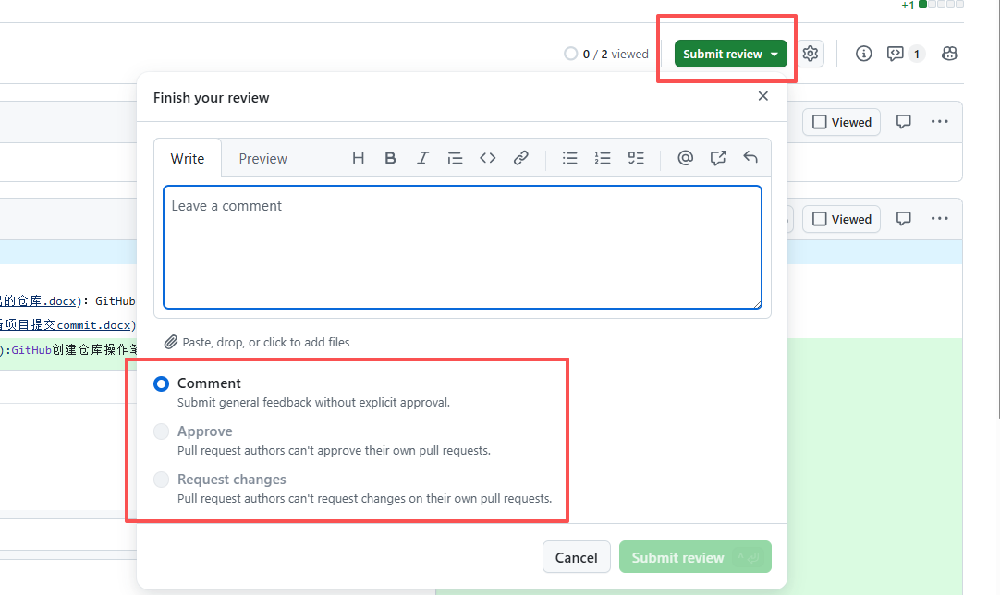 +1
0 / 2 viewed
Submit review
1
Finish your review
Viewed
Write
Preview
Leave a comment
Viewed
的仓库.docx): GitHub
看项目提交commit.docx)
):GitHub创建仓库操作笔
Paste, drop, or click to add files
Comment
Submit general feedback without explicit approval.
Approve
Pull request authors can't approve their own pull requests.
Request changes
Pull request authors can't request changes on their own pull requests.
Cancel
Submit review